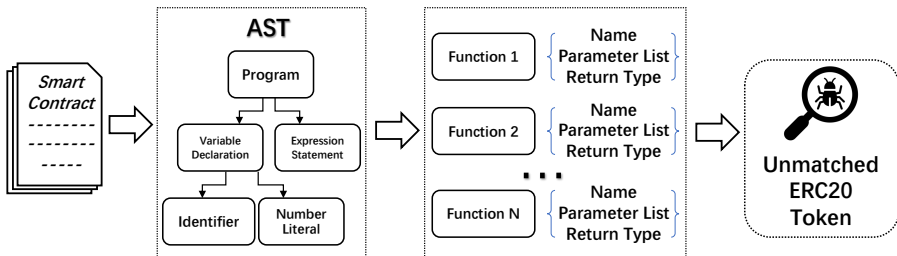 Smart
Contract
AST
Program
Variable
Declaration
Expression
Statement
Identifier
Number
Literal
Function 1
Name
Parameter List
Return Type
Function 2
Name
Parameter List
Return Type
...
Function N
Name
Parameter List
Return Type
Unmatched
ERC20
Token